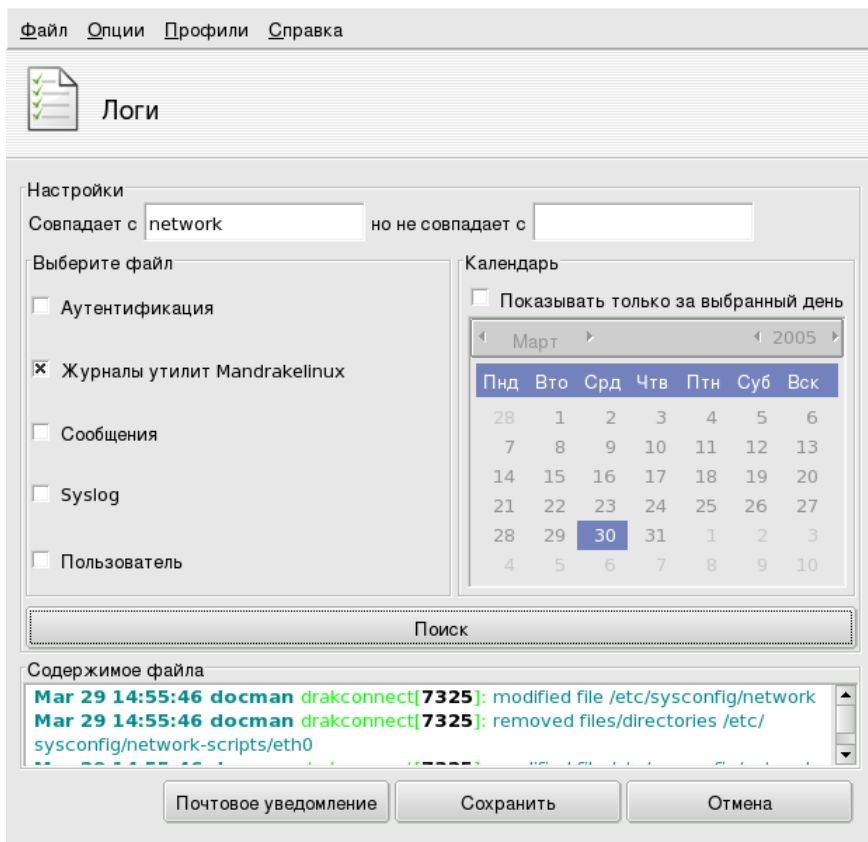 Файл Опции Профили Справка
Логи
Настройки
Совпадает с network но не совпадает с
Выберите файл
Аутентификация
Журналы утилит Mandrakelinux
Сообщения
Syslog
Пользователь
Календарь
Показывать только за выбранный день
Март 2005
Пнд Вто Срд Чтв Птн Суб Вск
28 1 2 3 4 5 6
7 8 9 10 11 12 13
14 15 16 17 18 19 20
21 22 23 24 25 26 27
28 29 30 31 1 2 3
4 5 6 7 8 9 10
Поиск
Содержимое файла
Mar 29 14:55:46 docman drakconnect[7325]: modified file /etc/sysconfig/network
Mar 29 14:55:46 docman drakconnect[7325]: removed files/directories /etc/
sysconfig/network-scripts/eth0
Почтовое уведомление Сохранить Отмена